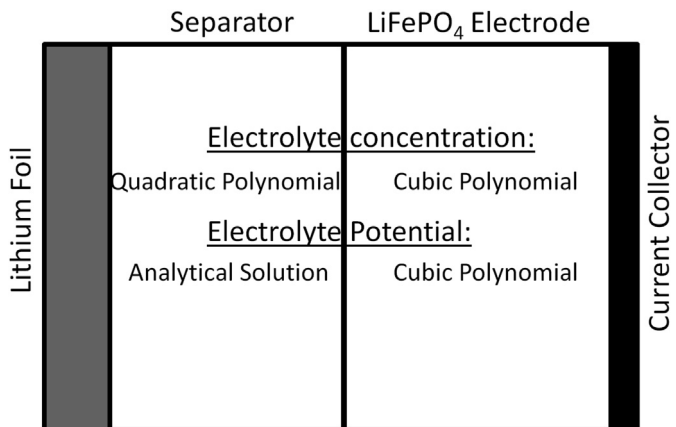 Separator
LiFePO₄ Electrode
Lithium Foil
Electrolyte concentration:
Quadratic Polynomial
Cubic Polynomial
Electrolyte Potential:
Analytical Solution
Cubic Polynomial
Current Collector